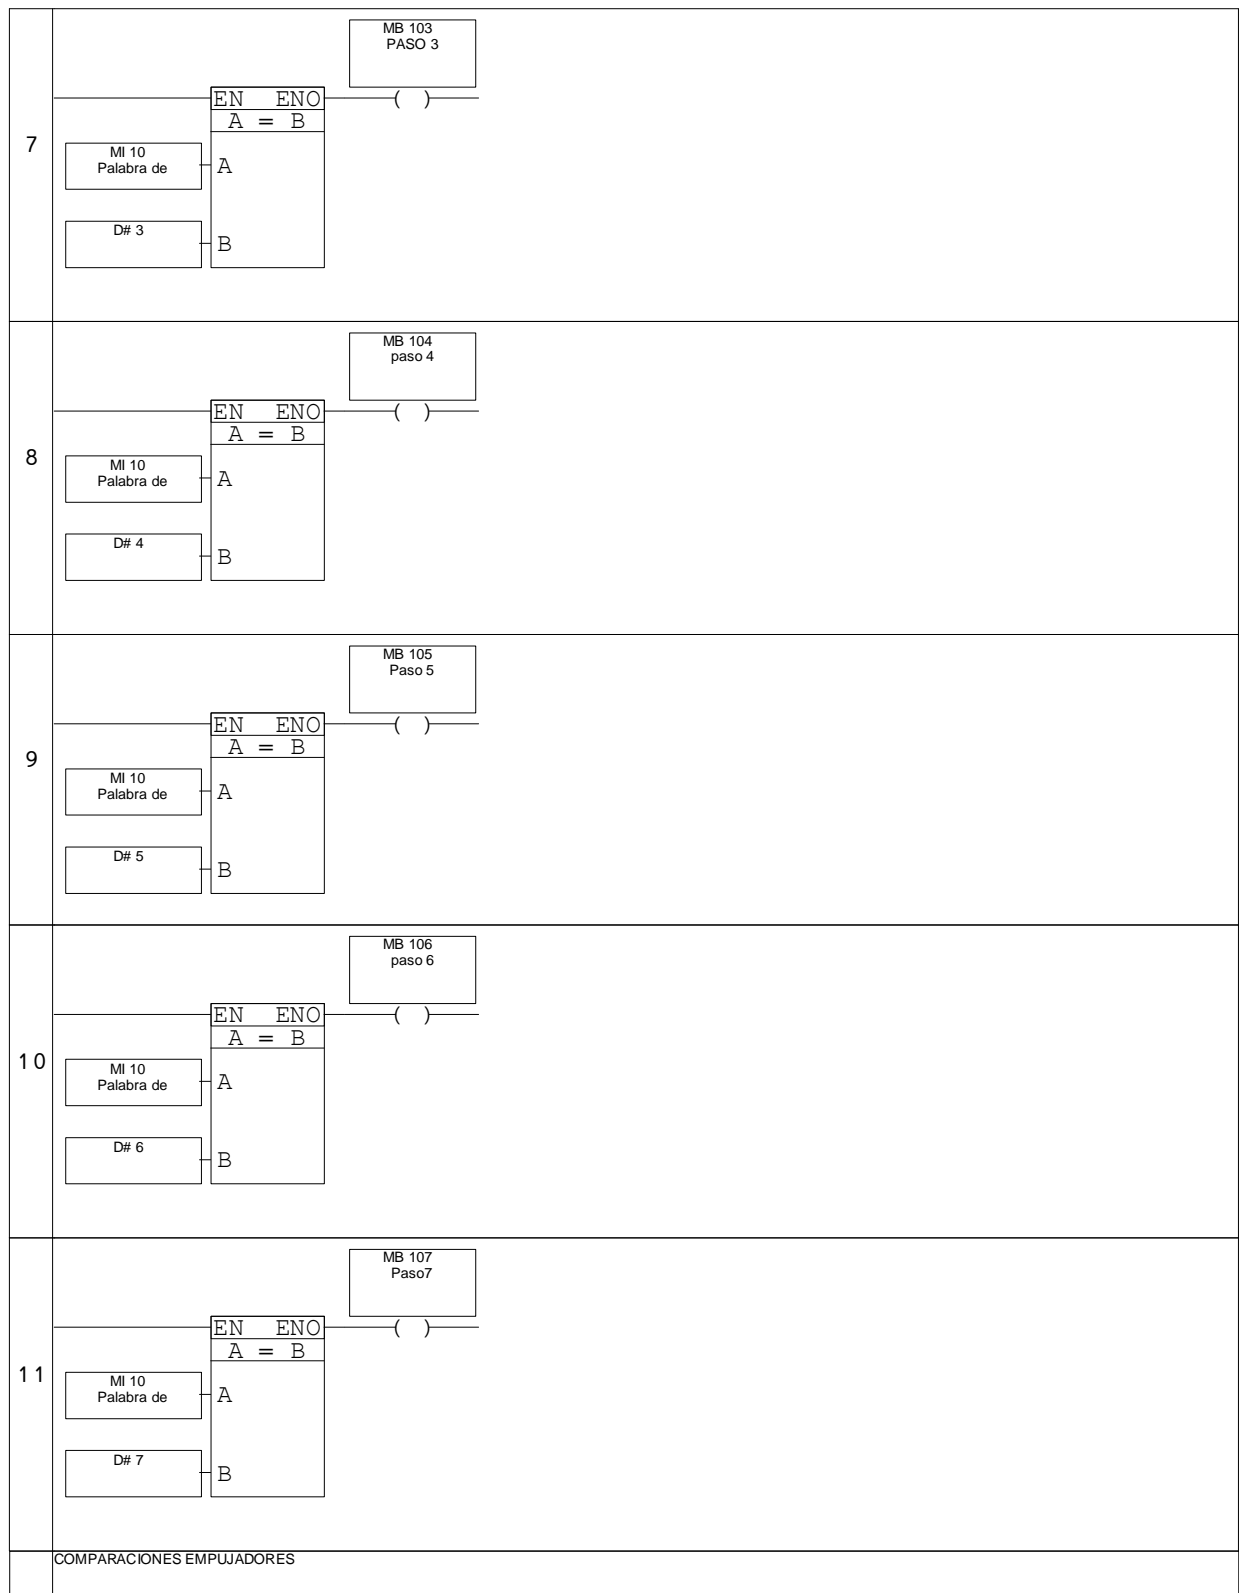 MB 103
PASO 3
EN ENO
A = B
7
MI 10
Palabra de
A
D# 3
B
MB 104
paso 4
EN ENO
A = B
8
MI 10
Palabra de
A
D# 4
B
MB 105
Paso 5
EN ENO
A = B
9
MI 10
Palabra de
A
D# 5
B
MB 106
paso 6
EN ENO
A = B
10
MI 10
Palabra de
A
D# 6
B
MB 107
Paso7
EN ENO
A = B
11
MI 10
Palabra de
A
D# 7
B
COMPARACIONES EMPUJADORES